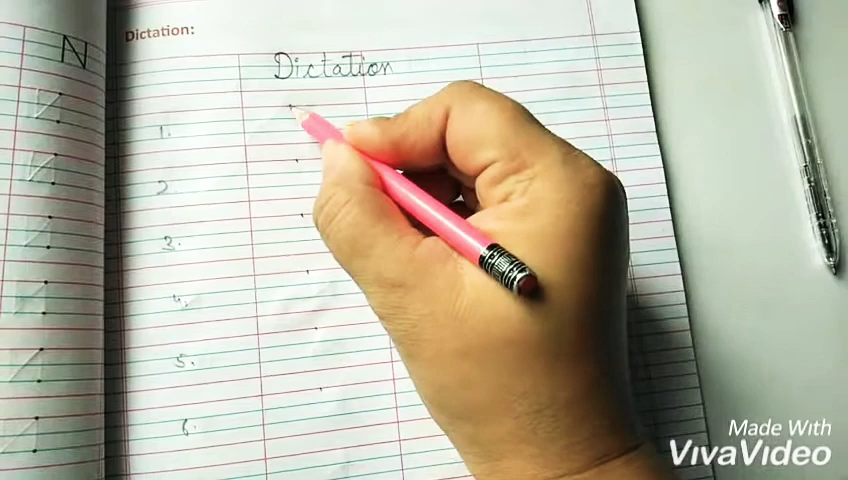 N
Dictation:
Dictation
1.
2.
3.
4.
5.
6.
Made With
VivaVideo